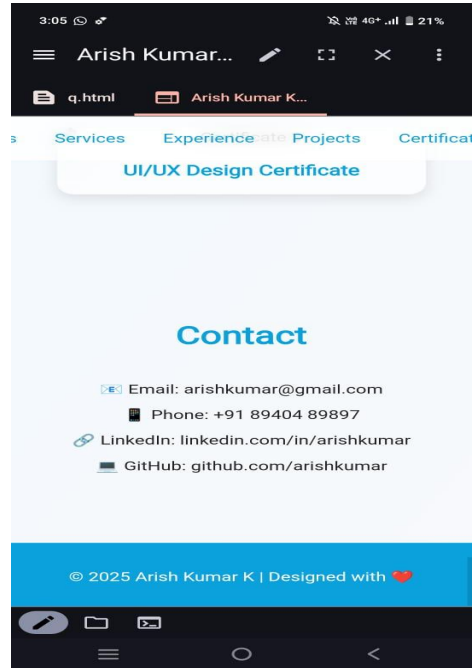 3:05 4G+ 21%
Arish Kumar...
q.html Arish Kumar K...
s Services Experience Projects Certificat
UI/UX Design Certificate
Contact
📧 Email: arishkumar@gmail.com
📱 Phone: +91 89404 89897
🔗 LinkedIn: linkedin.com/in/arishkumar
💻 GitHub: github.com/arishkumar
© 2025 Arish Kumar K | Designed with ❤️